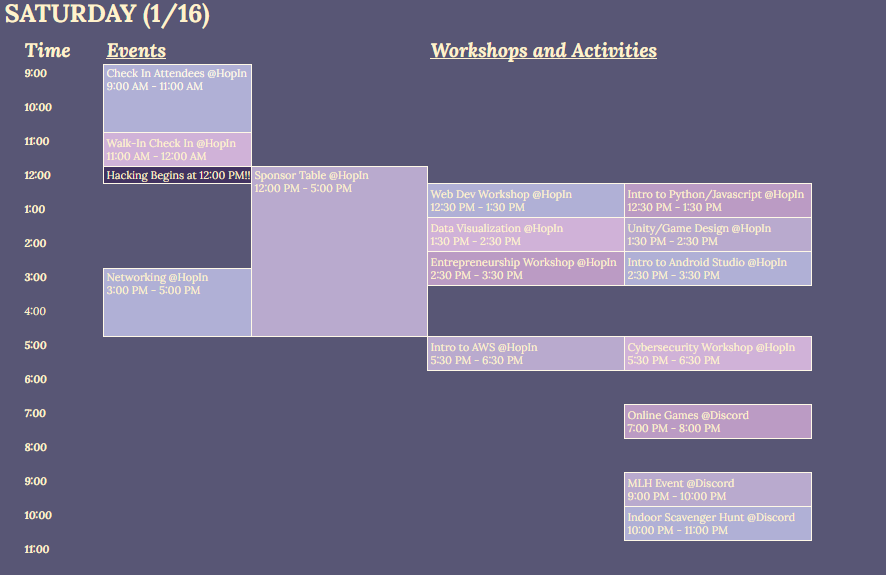 SATURDAY (1/16)
Time
Events
Workshops and Activities
9:00
Check In Attendees @HopIn
9:00 AM - 11:00 AM
10:00
11:00
Walk-In Check In @HopIn
11:00 AM - 12:00 AM
12:00
Hacking Begins at 12:00 PM!!
Sponsor Table @HopIn
12:00 PM - 5:00 PM
Web Dev Workshop @HopIn
12:30 PM - 1:30 PM
Intro to Python/Javascript @HopIn
12:30 PM - 1:30 PM
1:00
Data Visualization @HopIn
1:30 PM - 2:30 PM
Unity/Game Design @HopIn
1:30 PM - 2:30 PM
2:00
Entrepreneurship Workshop @HopIn
2:30 PM - 3:30 PM
Intro to Android Studio @HopIn
2:30 PM - 3:30 PM
3:00
Networking @HopIn
3:00 PM - 5:00 PM
4:00
5:00
Intro to AWS @HopIn
5:30 PM - 6:30 PM
Cybersecurity Workshop @HopIn
5:30 PM - 6:30 PM
6:00
7:00
Online Games @Discord
7:00 PM - 8:00 PM
8:00
9:00
MLH Event @Discord
9:00 PM - 10:00 PM
10:00
Indoor Scavenger Hunt @Discord
10:00 PM - 11:00 PM
11:00